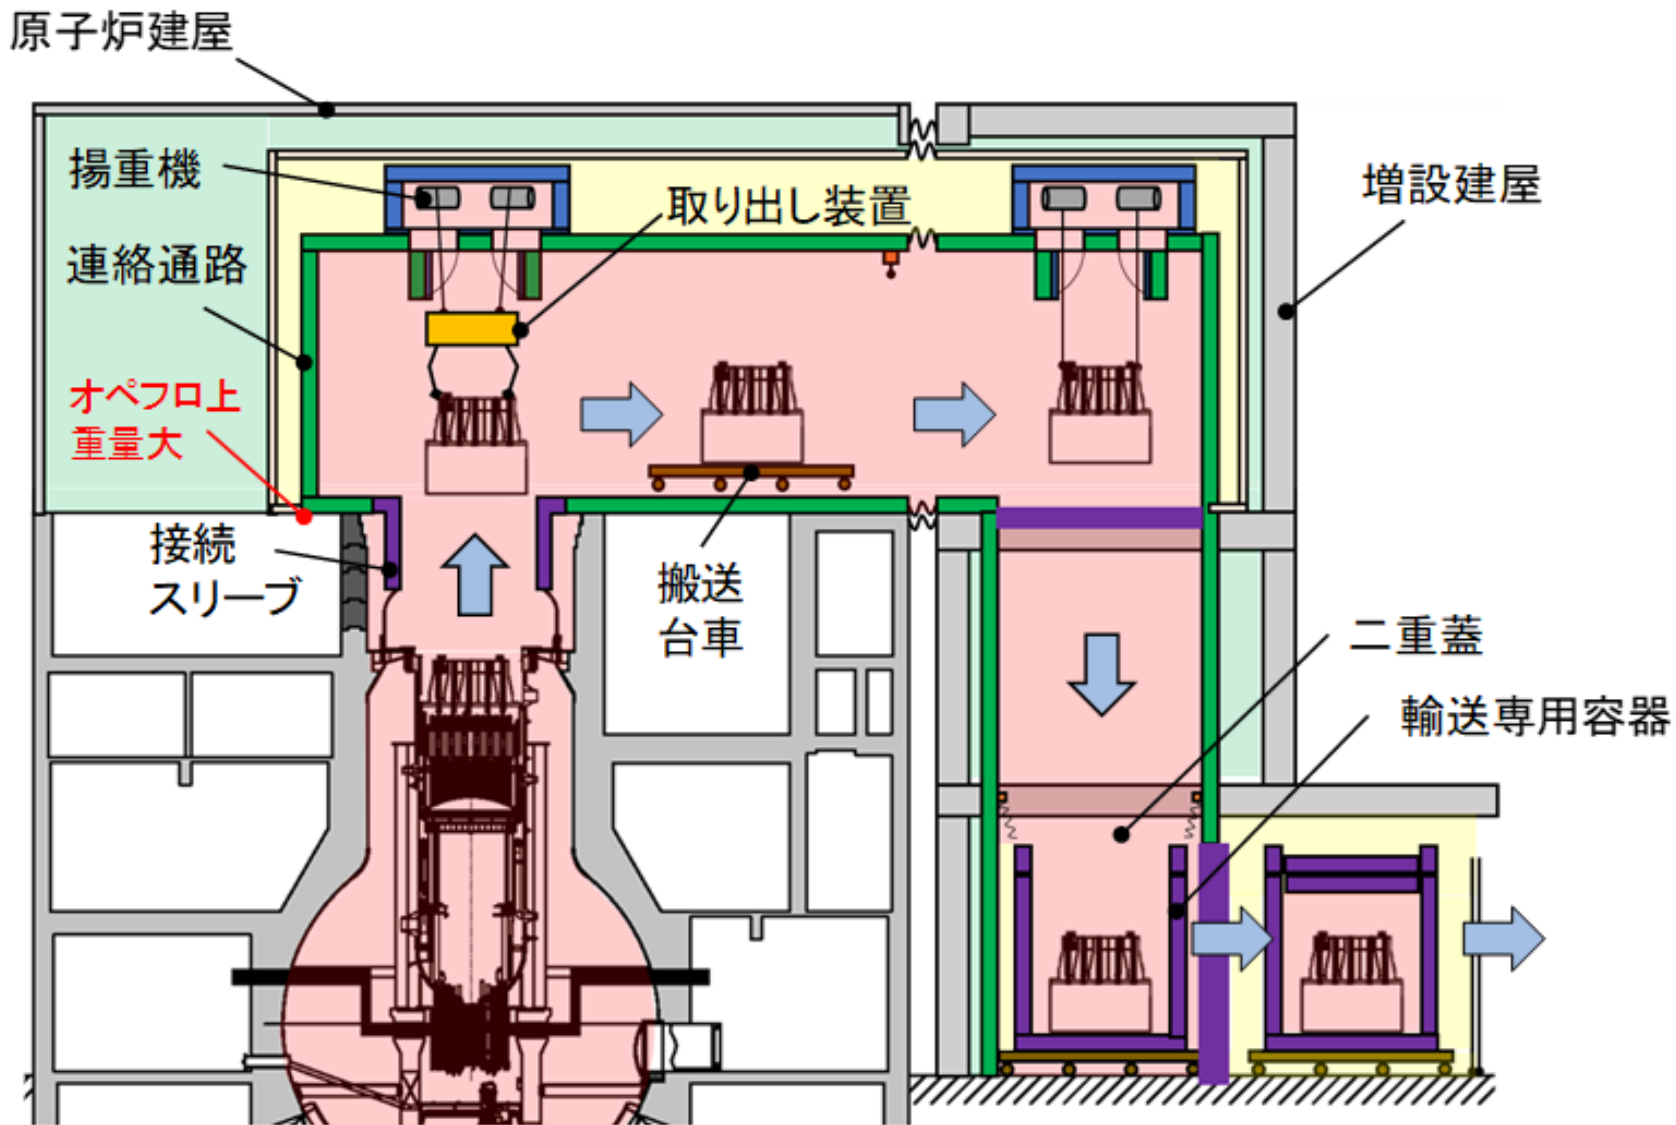 原子炉建屋
揚重機
取り出し装置
増設建屋
連絡通路
オペフロ上
重量大
接続
スリーブ
搬送
台車
二重蓋
輸送専用容器